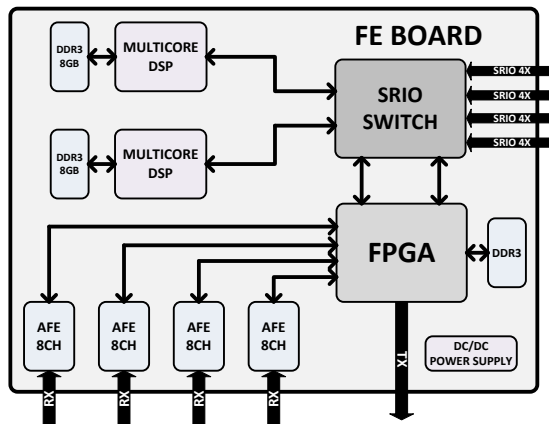 FE BOARD
DDR3
8GB
MULTICORE
DSP
SRIO
SWITCH
SRIO 4X
SRIO 4X
SRIO 4X
SRIO 4X
DDR3
8GB
MULTICORE
DSP
FPGA
DDR3
AFE
8CH
AFE
8CH
AFE
8CH
AFE
8CH
TX
DC/DC
POWER SUPPLY
RX
RX
RX
RX